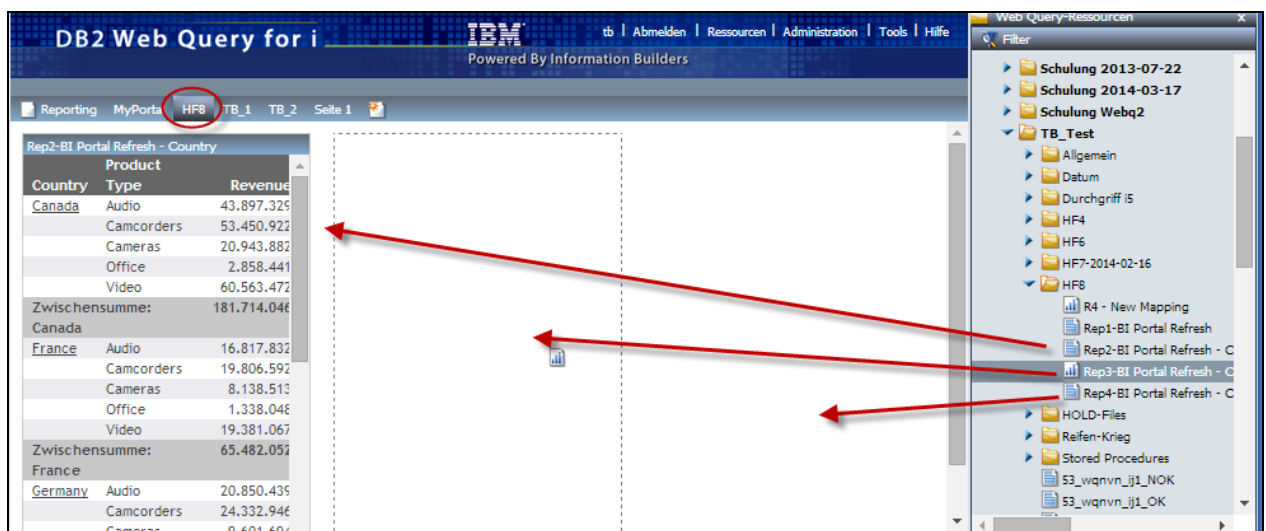 DB2 Web Query for i
IBM
Powered By Information Builders
tb | Abmelden | Ressourcen | Administration | Tools | Hilfe
Reporting MyPortal HF8 TB_1 TB_2 Seite 1
Rep2-BI Portal Refresh - Country
Product
Country Type Revenue
Canada Audio 43.897.329
Camcorders 53.450.922
Cameras 20.943.882
Office 2.858.441
Video 60.563.472
Zwischensumme: 181.714.046
Canada
France Audio 16.817.832
Camcorders 19.806.592
Cameras 8.138.513
Office 1.338.048
Video 19.381.067
Zwischensumme: 65.482.052
France
Germany Audio 20.850.439
Camcorders 24.332.946
Cameras 9.601.694
Web Query-Ressourcen x
Filter
Schulung 2013-07-22
Schulung 2014-03-17
Schulung Webq2
TB_Test
Allgemein
Datum
Durchgriff i5
HF4
HF6
HF7-2014-02-16
HF8
R4 - New Mapping
Rep1-BI Portal Refresh
Rep2-BI Portal Refresh - C
Rep3-BI Portal Refresh - C
Rep4-BI Portal Refresh - C
HOLD-Files
Reifen-Krieg
Stored Procedures
53_wqnvn_ij1_NOK
53_wqnvn_ij1_OK